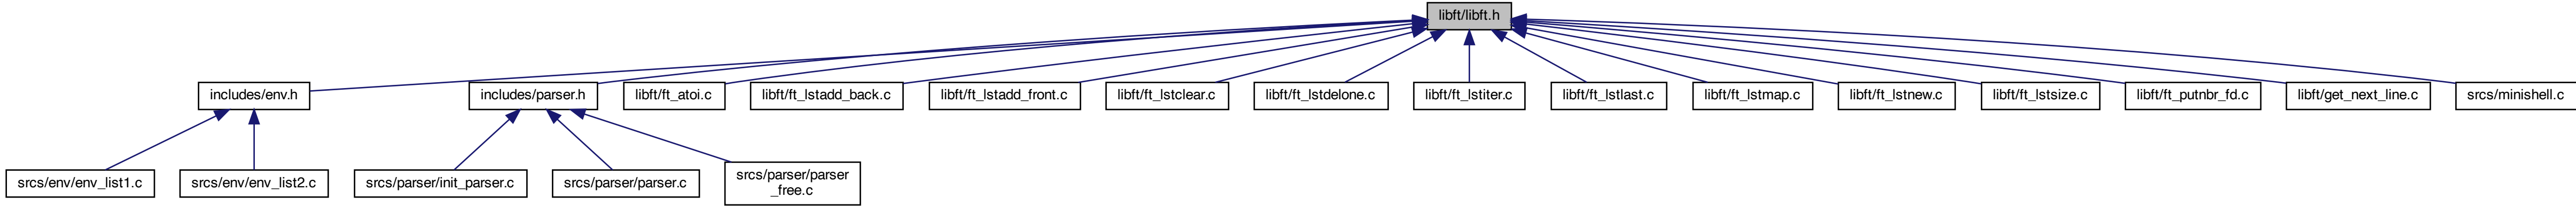 libft/libft.h
includes/env.h
includes/parser.h
libft/ft_atoi.c
libft/ft_lstadd_back.c
libft/ft_lstadd_front.c
libft/ft_lstclear.c
libft/ft_lstdelone.c
libft/ft_lstiter.c
libft/ft_lstlast.c
libft/ft_lstmap.c
libft/ft_lstnew.c
libft/ft_lstsize.c
libft/ft_putnbr_fd.c
libft/get_next_line.c
srcs/minishell.c
srcs/env/env_list1.c
srcs/env/env_list2.c
srcs/parser/init_parser.c
srcs/parser/parser.c
srcs/parser/parser
_free.c